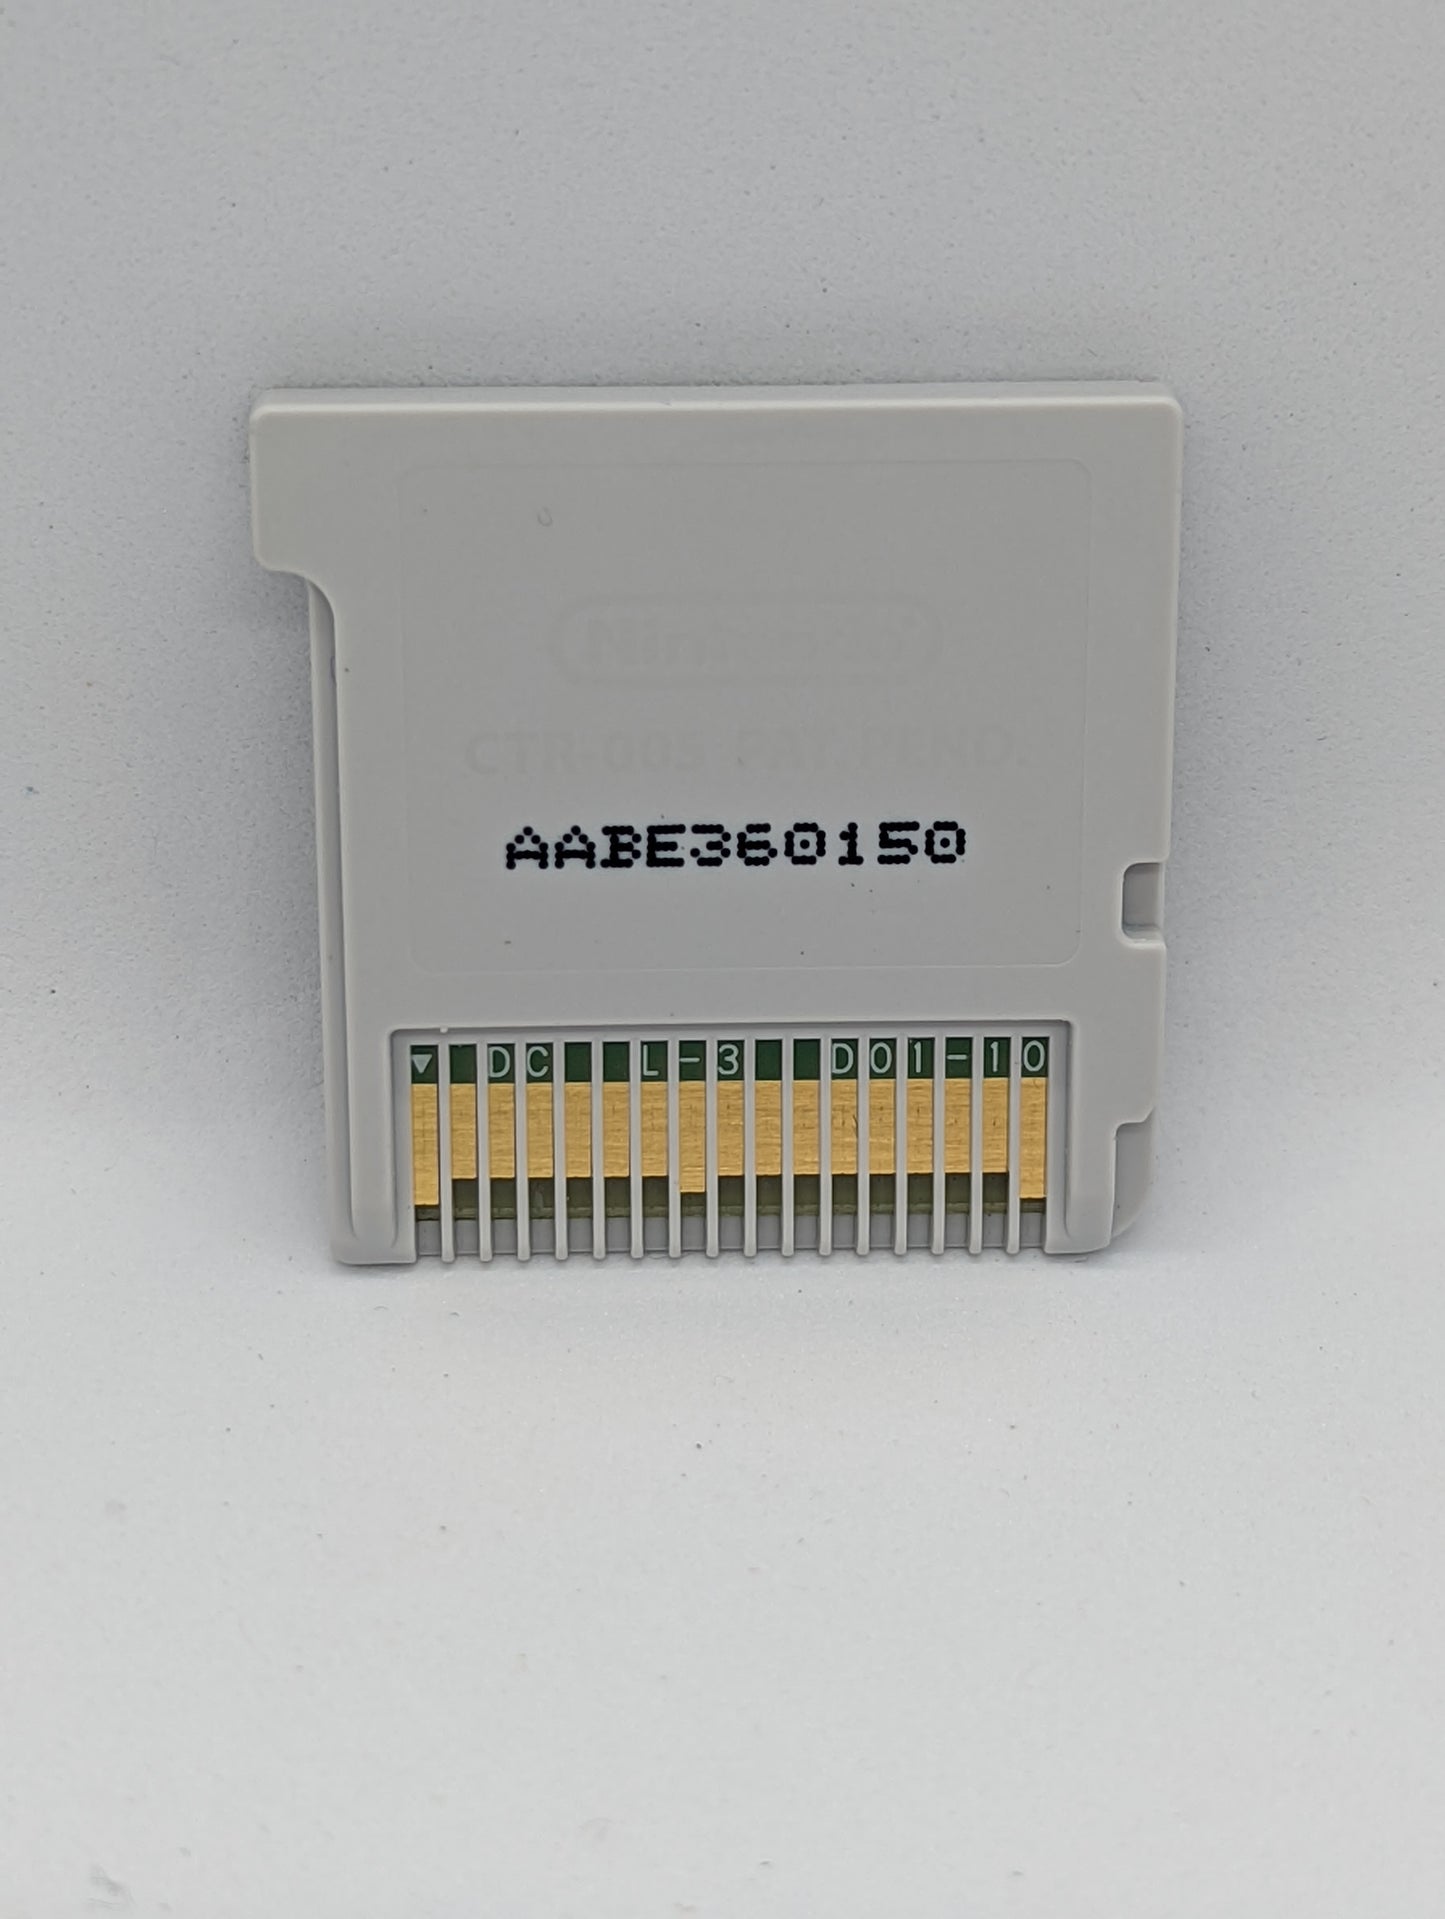 Nintendo
CTR-005 PAT. PEND.
AABE360150
▼ DC L-3 D01-10